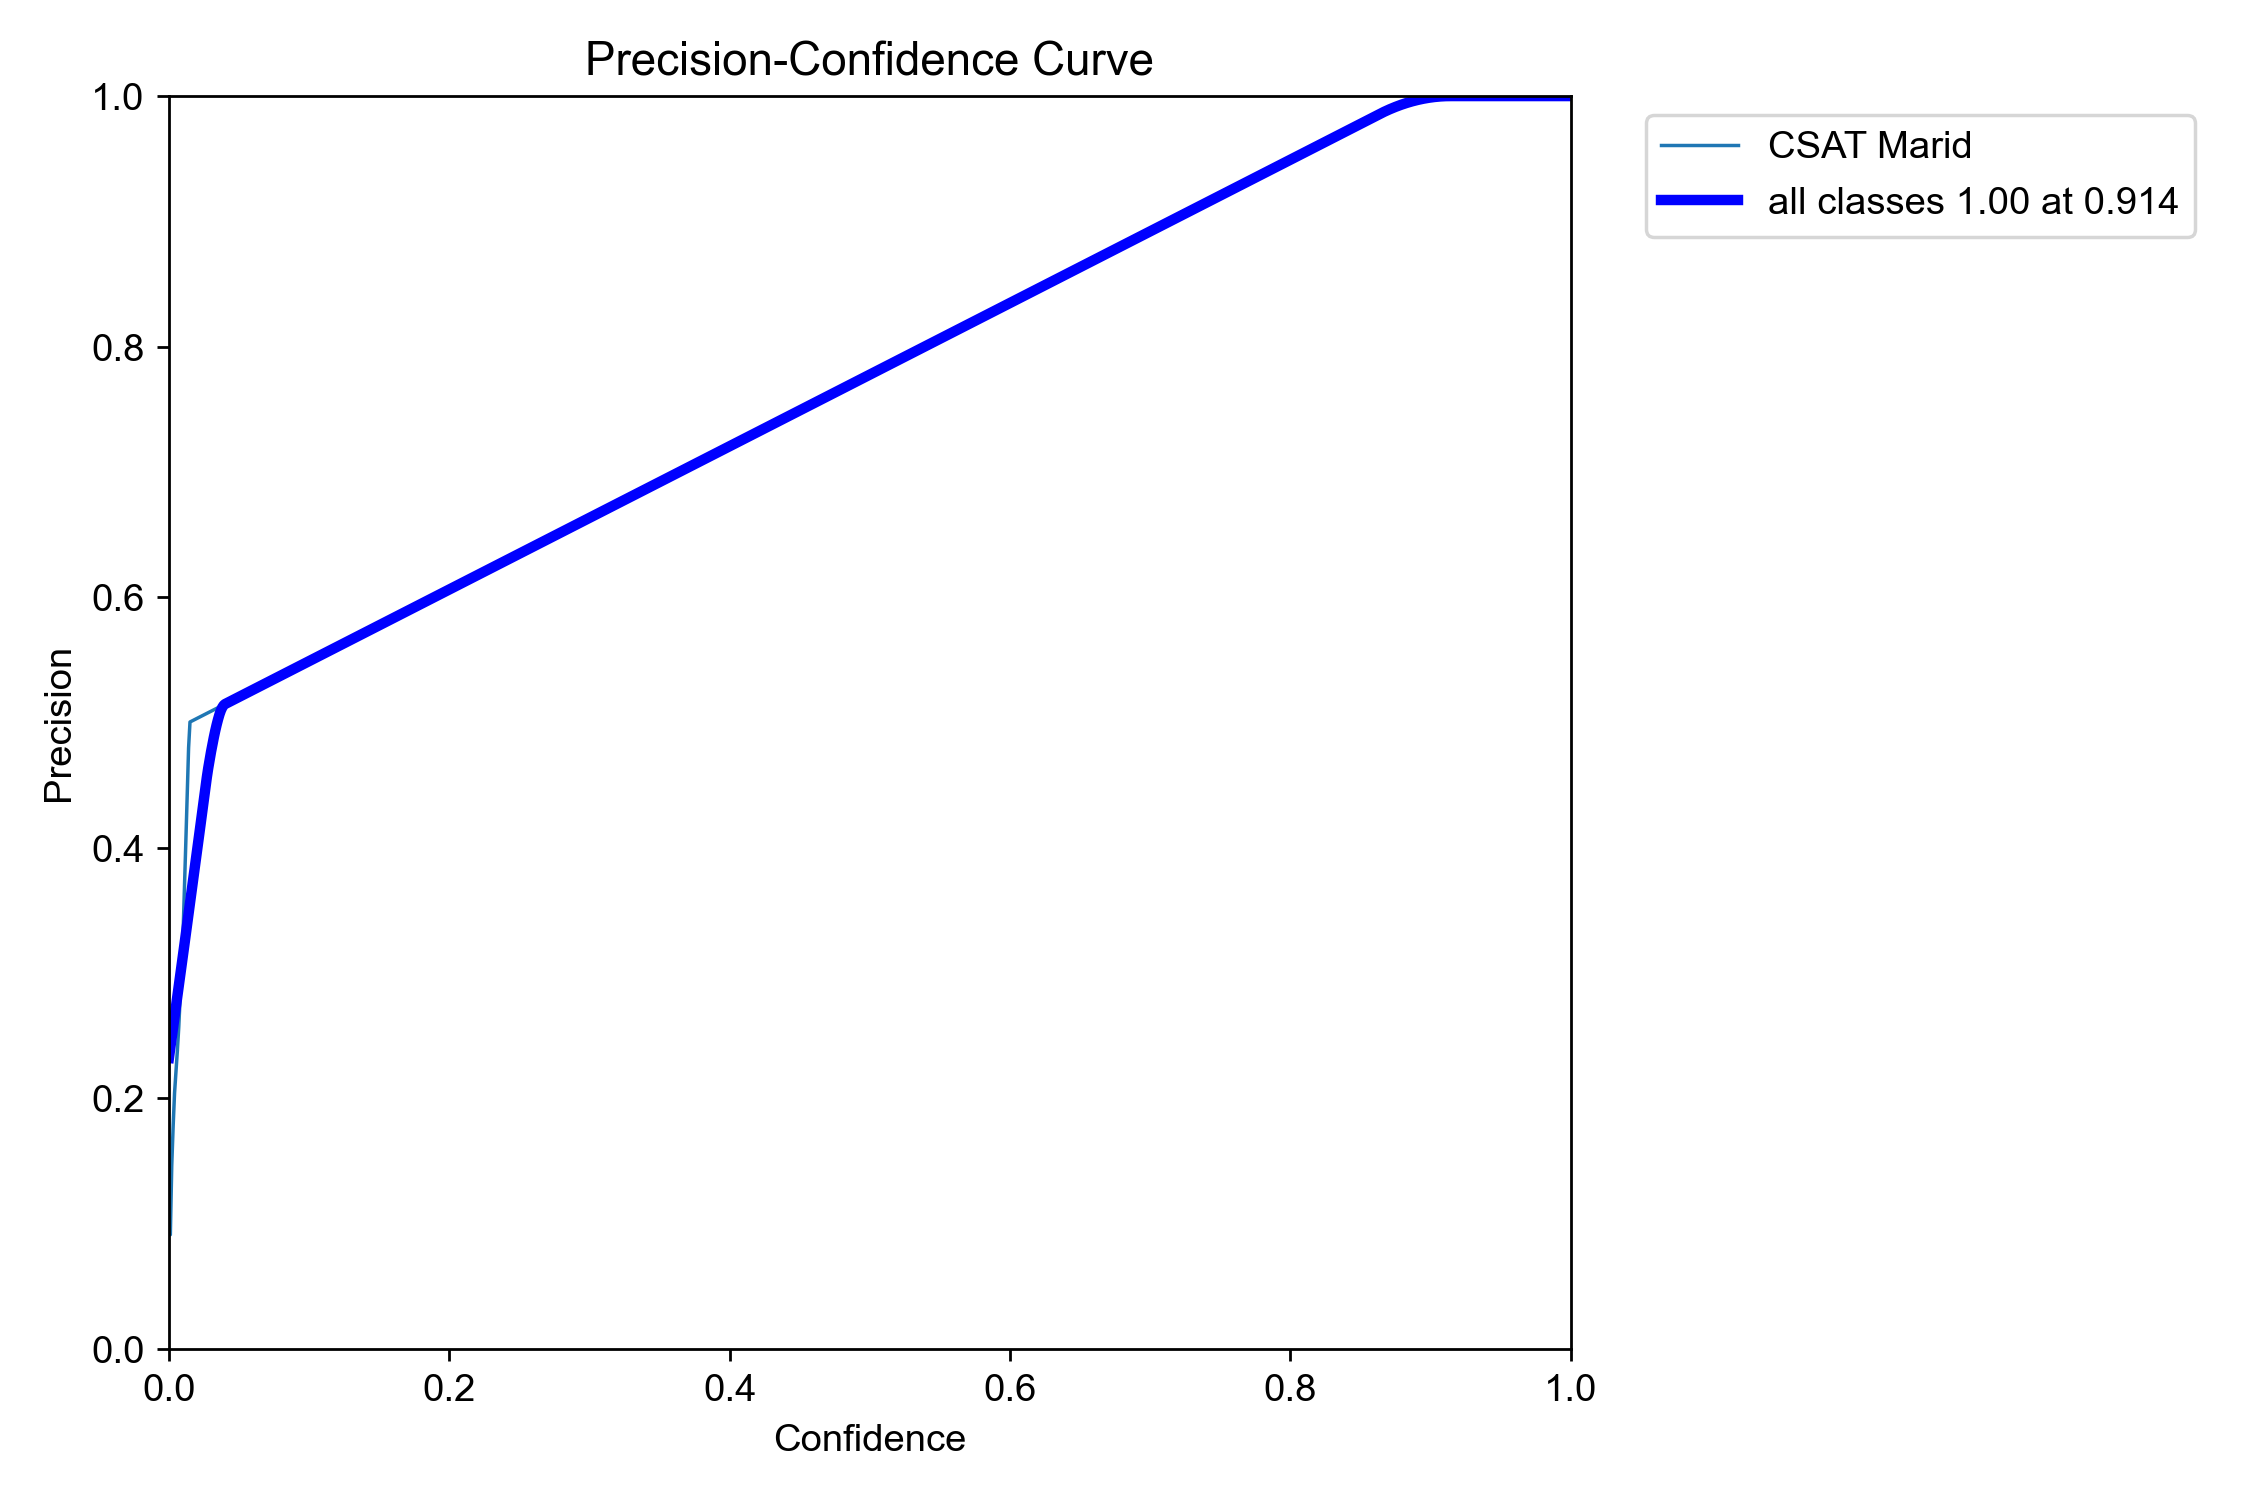 Precision-Confidence Curve
1.0
0.8
0.6
0.4
0.2
0.0
Precision
0.0 0.2 0.4 0.6 0.8 1.0
Confidence
CSAT Marid
all classes 1.00 at 0.914